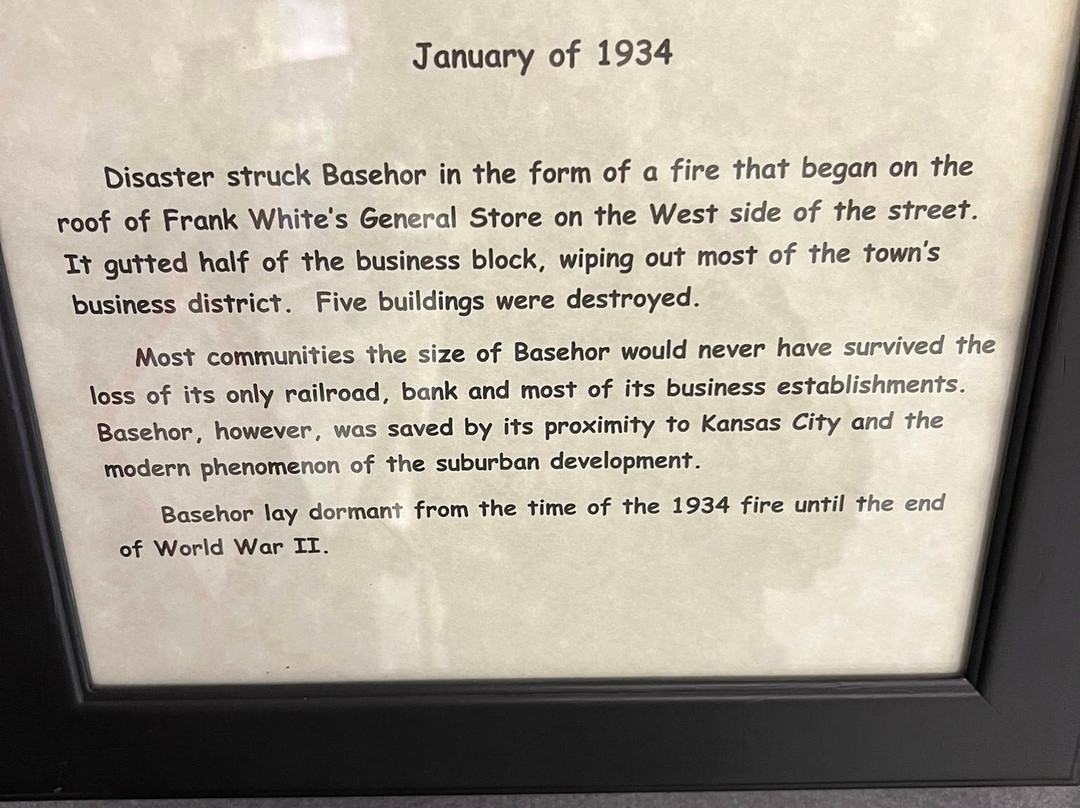 January of 1934
Disaster struck Basehor in the form of a fire that began on the
roof of Frank White's General Store on the West side of the street.
It gutted half of the business block, wiping out most of the town's
business district.  Five buildings were destroyed.
Most communities the size of Basehor would never have survived the
loss of its only railroad, bank and most of its business establishments.
Basehor, however, was saved by its proximity to Kansas City and the
modern phenomenon of the suburban development.
Basehor lay dormant from the time of the 1934 fire until the end
of World War II.